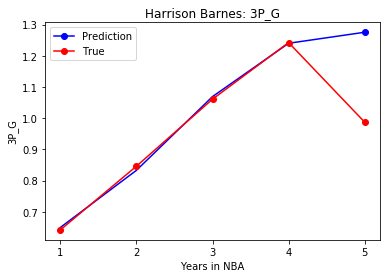 Harrison Barnes: 3P_G
Prediction
True
3P_G
1.3
1.2
1.1
1.0
0.9
0.8
0.7
1 2 3 4 5
Years in NBA